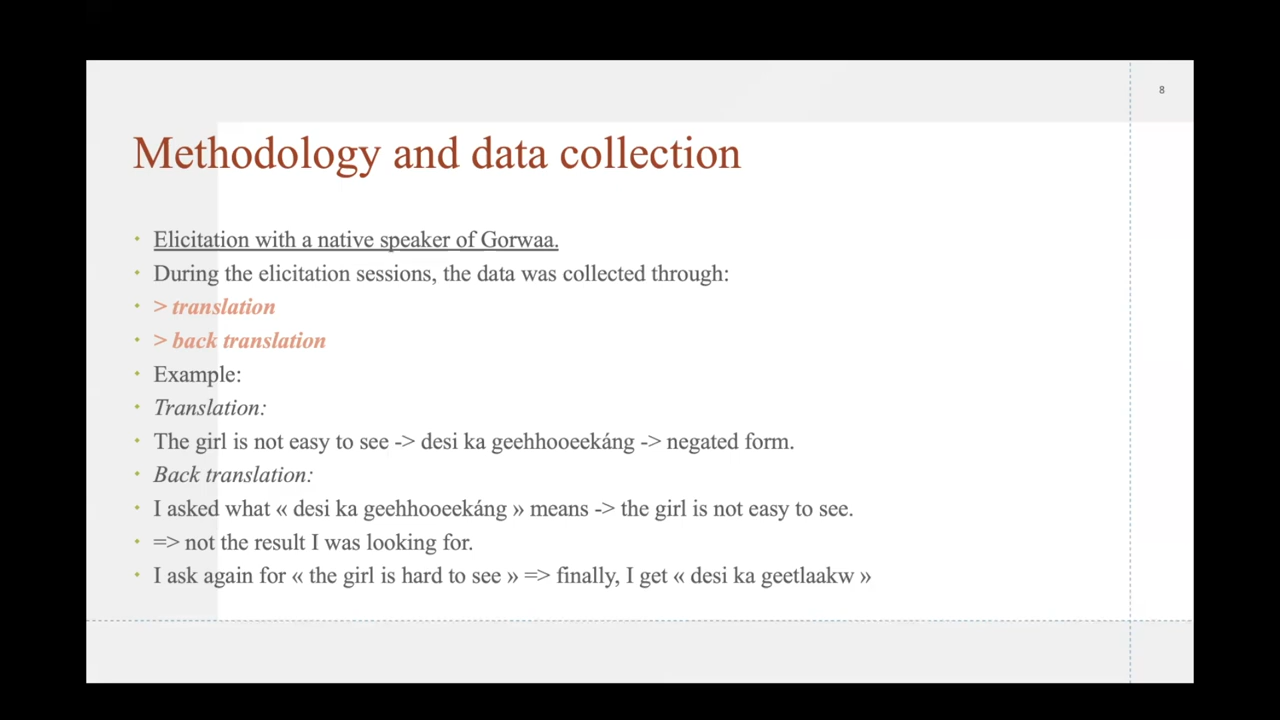 8
Methodology and data collection
Elicitation with a native speaker of Gorwaa.
During the elicitation sessions, the data was collected through:
> translation
> back translation
Example:
Translation:
The girl is not easy to see -> desi ka geehhooeekáng -> negated form.
Back translation:
I asked what « desi ka geehhooeekáng » means -> the girl is not easy to see.
=> not the result I was looking for.
I ask again for « the girl is hard to see » => finally, I get « desi ka geetlaakw »